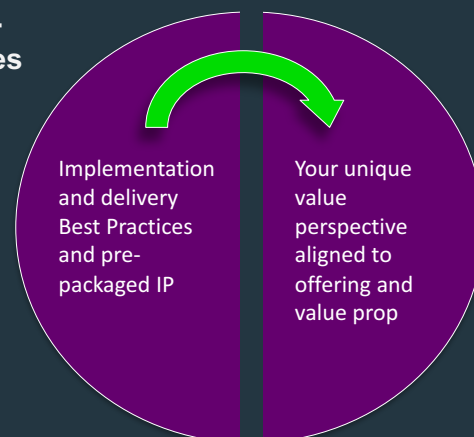 Implementation
and delivery
Best Practices
and pre-
packaged IP
Your unique
value
perspective
aligned to
offering and
value prop